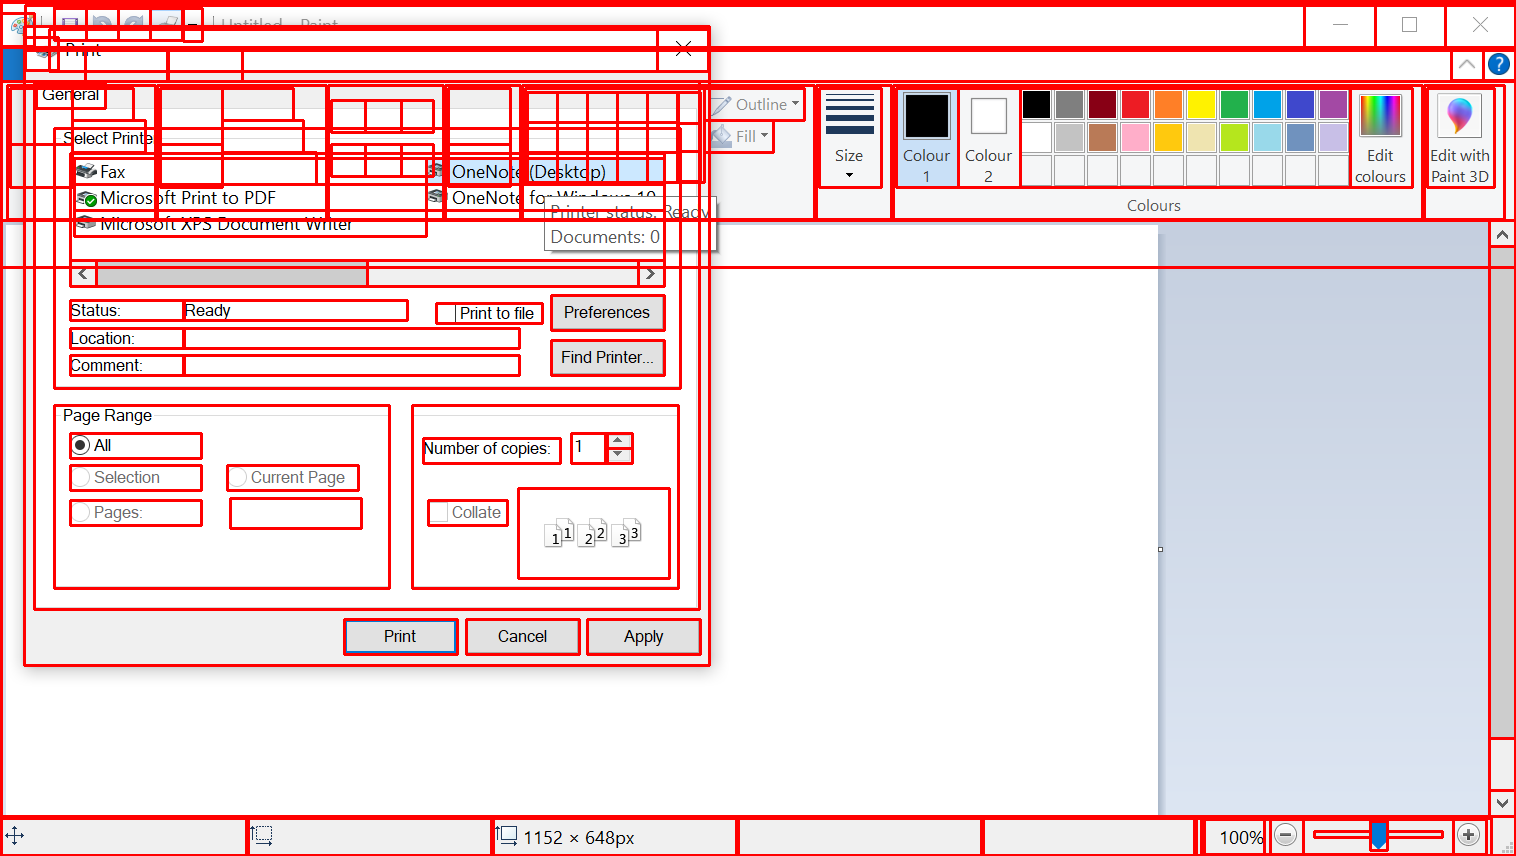 Untitled - Paint
Print
General
Outline
Fill
Size
Colour 1
Colour 2
Edit colours
Edit with Paint 3D
Colours
Select Printer
Fax
OneNote (Desktop)
Microsoft Print to PDF
OneNote for Windows 10
Microsoft XPS Document Writer
Printer status: Ready
Documents: 0
Status:
Ready
Print to file
Preferences
Location:
Comment:
Find Printer...
Page Range
All
Selection
Current Page
Pages:
Number of copies:
1
Collate
1 1 2 2 3 3
Print
Cancel
Apply
1152 × 648px
100%